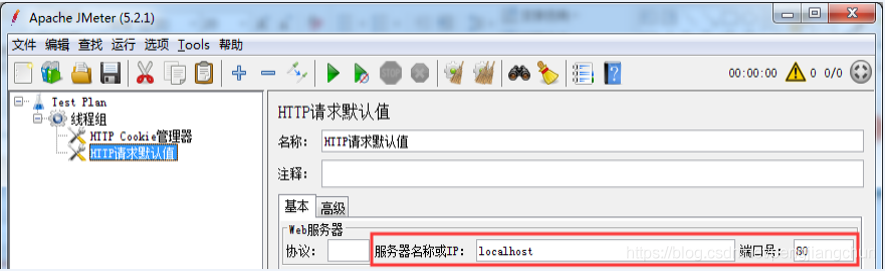 Apache JMeter (5.2.1)
文件 编辑 查找 运行 选项 Tools 帮助
STOP 00:00:00 0 0/0
Test Plan
线程组
HTTP Cookie管理器
HTTP请求默认值
HTTP请求默认值
名称: HTTP请求默认值
注释:
基本 高级
Web服务器
协议: 服务器名称或IP: localhost 端口号: 80